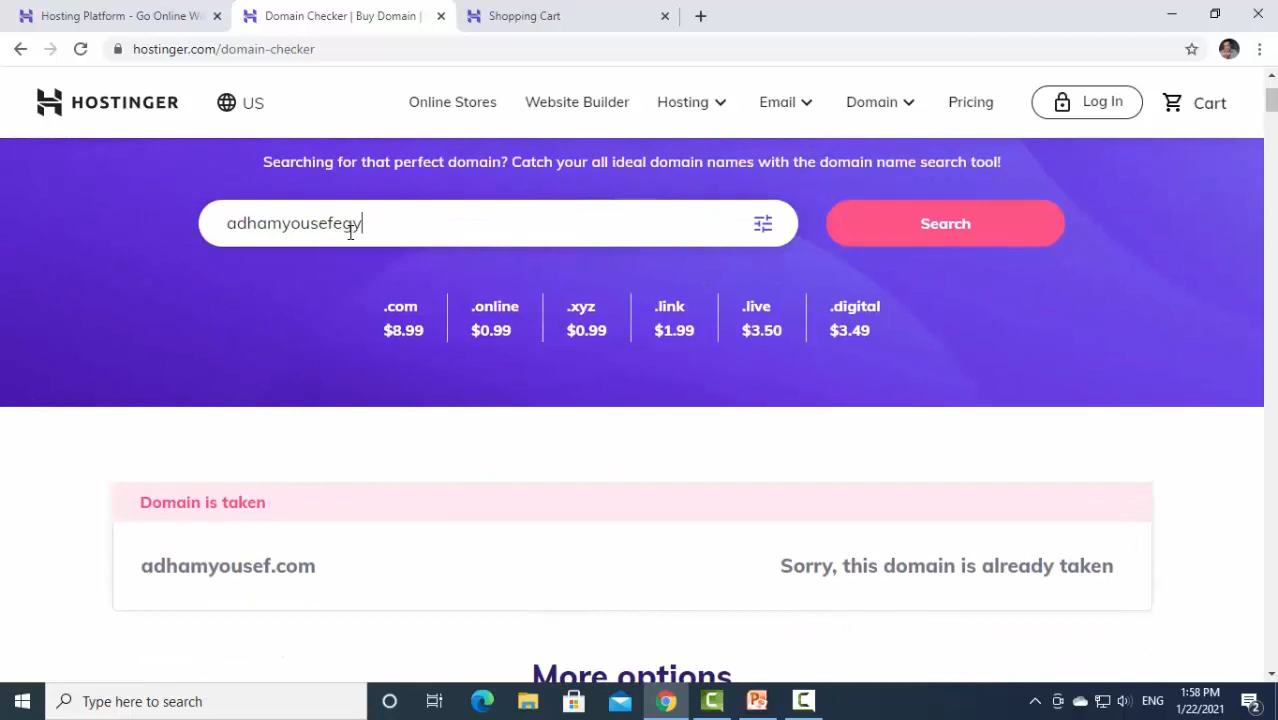 Hosting Platform - Go Online Wi
Domain Checker | Buy Domain |
Shopping Cart
hostinger.com/domain-checker
HOSTINGER
US
Online Stores
Website Builder
Hosting
Email
Domain
Pricing
Log In
Cart
Searching for that perfect domain? Catch your all ideal domain names with the domain name search tool!
adhamyousefegy
Search
.com
$8.99
.online
$0.99
.xyz
$0.99
.link
$1.99
.live
$3.50
.digital
$3.49
Domain is taken
adhamyousef.com
Sorry, this domain is already taken
More options
Type here to search
ENG
1:58 PM
1/22/2021
2